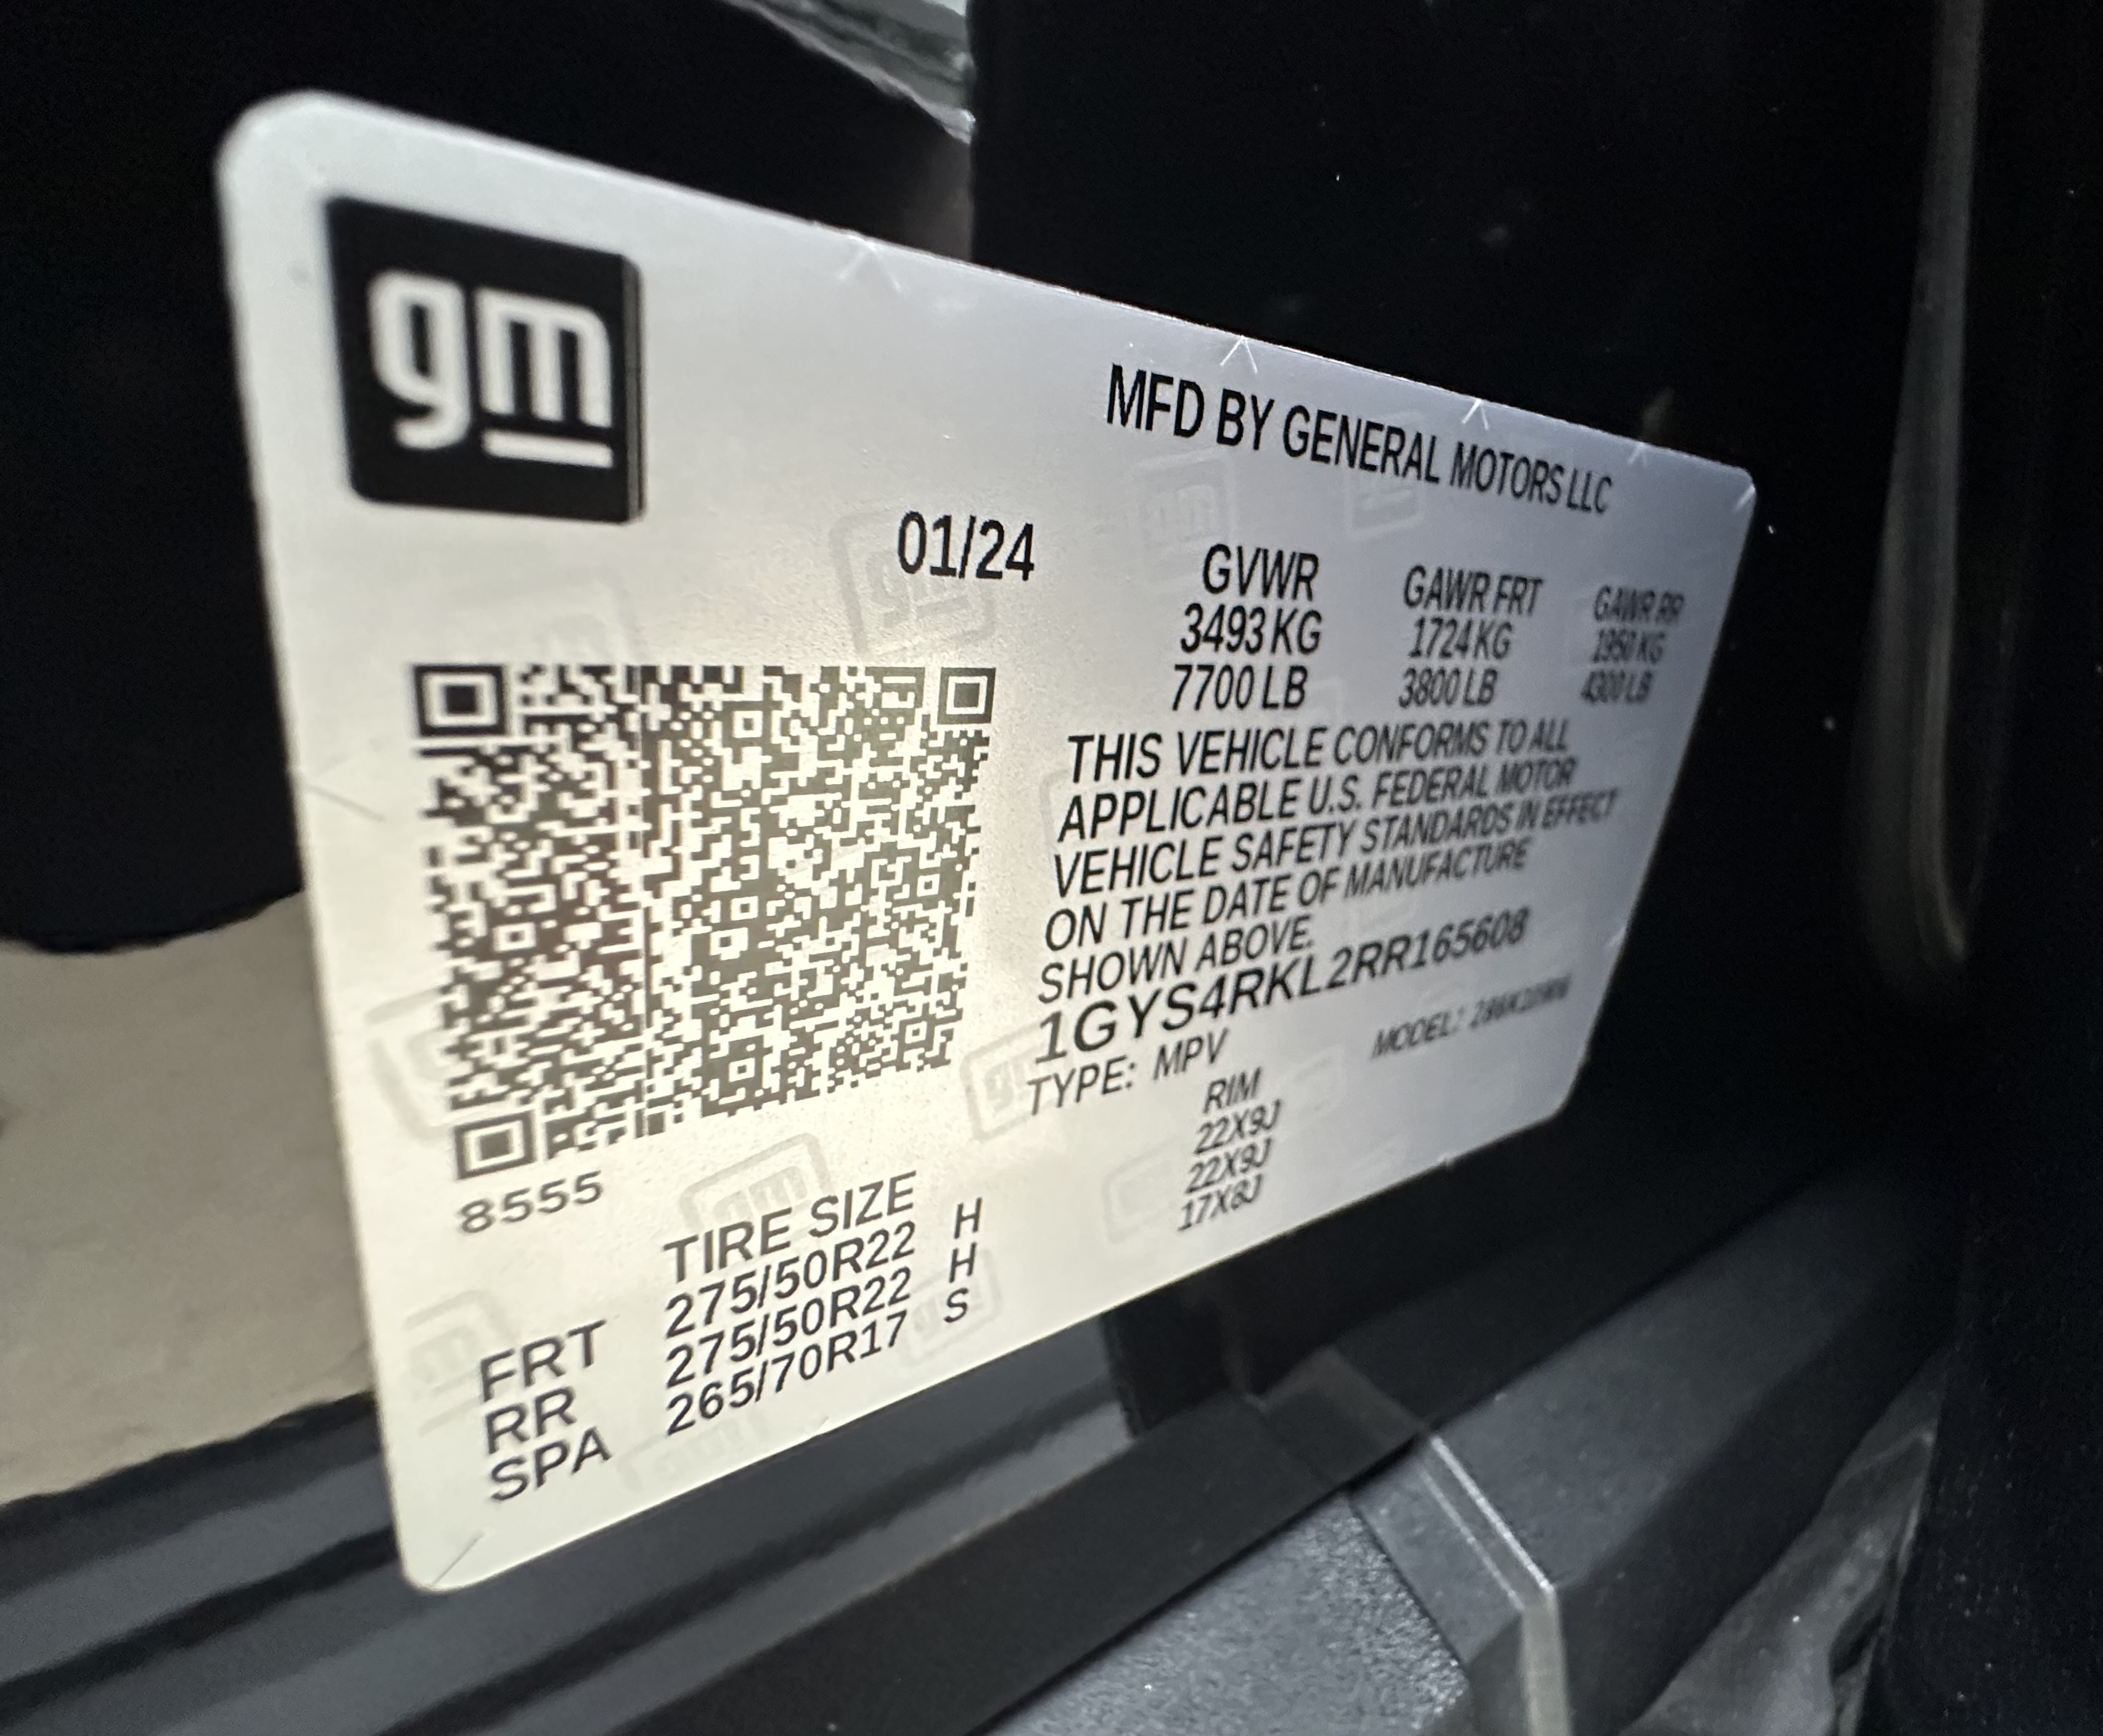 gm
MFD BY GENERAL MOTORS LLC
01/24
GVWR GAWR FRT GAWR RR
3493 KG 1724 KG 1950 KG
7700 LB 3800 LB 4300 LB
THIS VEHICLE CONFORMS TO ALL
APPLICABLE U.S. FEDERAL MOTOR
VEHICLE SAFETY STANDARDS IN EFFECT
ON THE DATE OF MANUFACTURE
SHOWN ABOVE.
1GYS4RKL2RR165608
TYPE: MPV MODEL:
8555
TIRE SIZE RIM
FRT 275/50R22 H 22X9J
RR 275/50R22 H 22X9J
SPA 265/70R17 S 17X8J